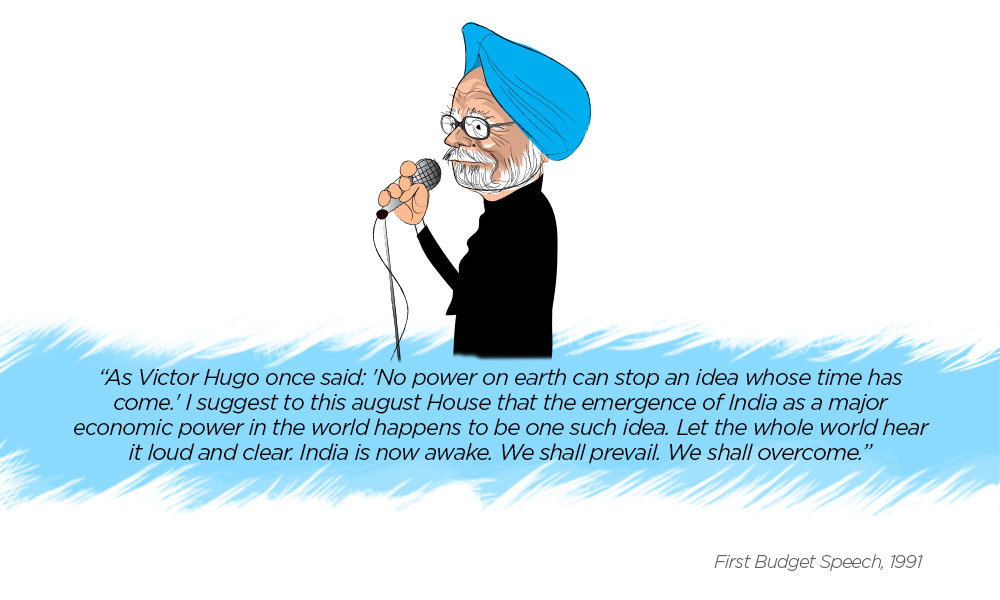 “As Victor Hugo once said: 'No power on earth can stop an idea whose time has
come.' I suggest to this august House that the emergence of India as a major
economic power in the world happens to be one such idea. Let the whole world hear
it loud and clear. India is now awake. We shall prevail. We shall overcome.”
First Budget Speech, 1991